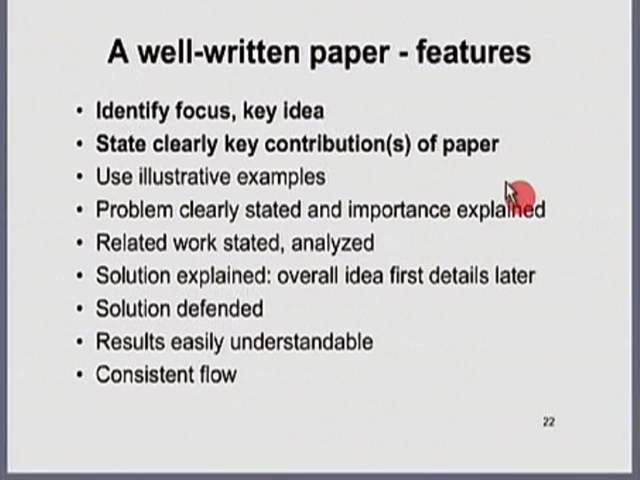 A well-written paper - features
• Identify focus, key idea
• State clearly key contribution(s) of paper
• Use illustrative examples
• Problem clearly stated and importance explained
• Related work stated, analyzed
• Solution explained: overall idea first details later
• Solution defended
• Results easily understandable
• Consistent flow
22